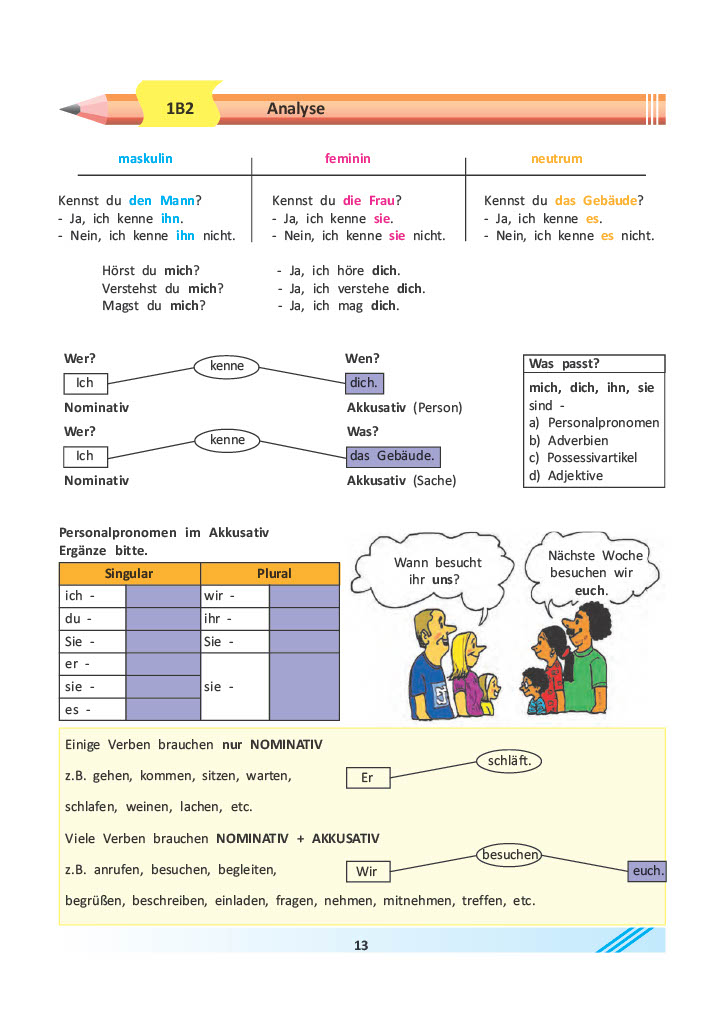 1B2
Analyse
maskulin
feminin
neutrum
Kennst du den Mann?
- Ja, ich kenne ihn.
- Nein, ich kenne ihn nicht.
Kennst du die Frau?
- Ja, ich kenne sie.
- Nein, ich kenne sie nicht.
Kennst du das Gebäude?
- Ja, ich kenne es.
- Nein, ich kenne es nicht.
Hörst du mich?
- Ja, ich höre dich.
Verstehst du mich?
- Ja, ich verstehe dich.
Magst du mich?
- Ja, ich mag dich.
Wer?
kenne
Wen?
Ich
dich.
Nominativ
Akkusativ (Person)
Wer?
kenne
Was?
Ich
das Gebäude.
Nominativ
Akkusativ (Sache)
Was passt?
mich, dich, ihn, sie
sind -
a) Personalpronomen
b) Adverbien
c) Possessivartikel
d) Adjektive
Personalpronomen im Akkusativ
Ergänze bitte.
Singular
Plural
ich -
wir -
du -
ihr -
Sie -
Sie -
er -
sie -
sie -
es -
Wann besucht
ihr uns?
Nächste Woche
besuchen wir
euch.
Einige Verben brauchen nur NOMINATIV
z.B. gehen, kommen, sitzen, warten,
schlafen, weinen, lachen, etc.
Er
schläft.
Viele Verben brauchen NOMINATIV + AKKUSATIV
z.B. anrufen, besuchen, begleiten,
Wir
besuchen
euch.
begrüßen, beschreiben, einladen, fragen, nehmen, mitnehmen, treffen, etc.
13